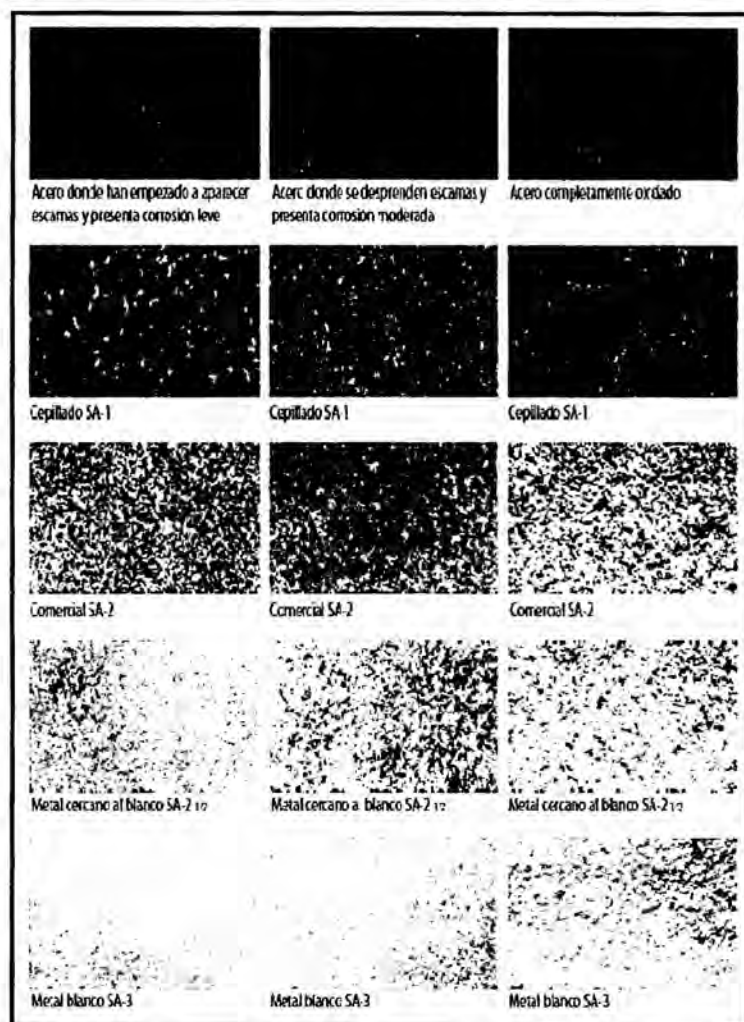 Acero donde han empezado a aparecer
escamas y presenta corrosión leve
Acero donde se desprenden escamas y
presenta corrosión moderada
Acero completamente oxidado
Cepillado SA-1
Cepillado SA-1
Cepillado SA-1
Comercial SA-2
Comercial SA-2
Comercial SA-2
Metal cercano al blanco SA-2 1/2
Metal cercano al blanco SA-2 1/2
Metal cercano al blanco SA-2 1/2
Metal blanco SA-3
Metal blanco SA-3
Metal blanco SA-3